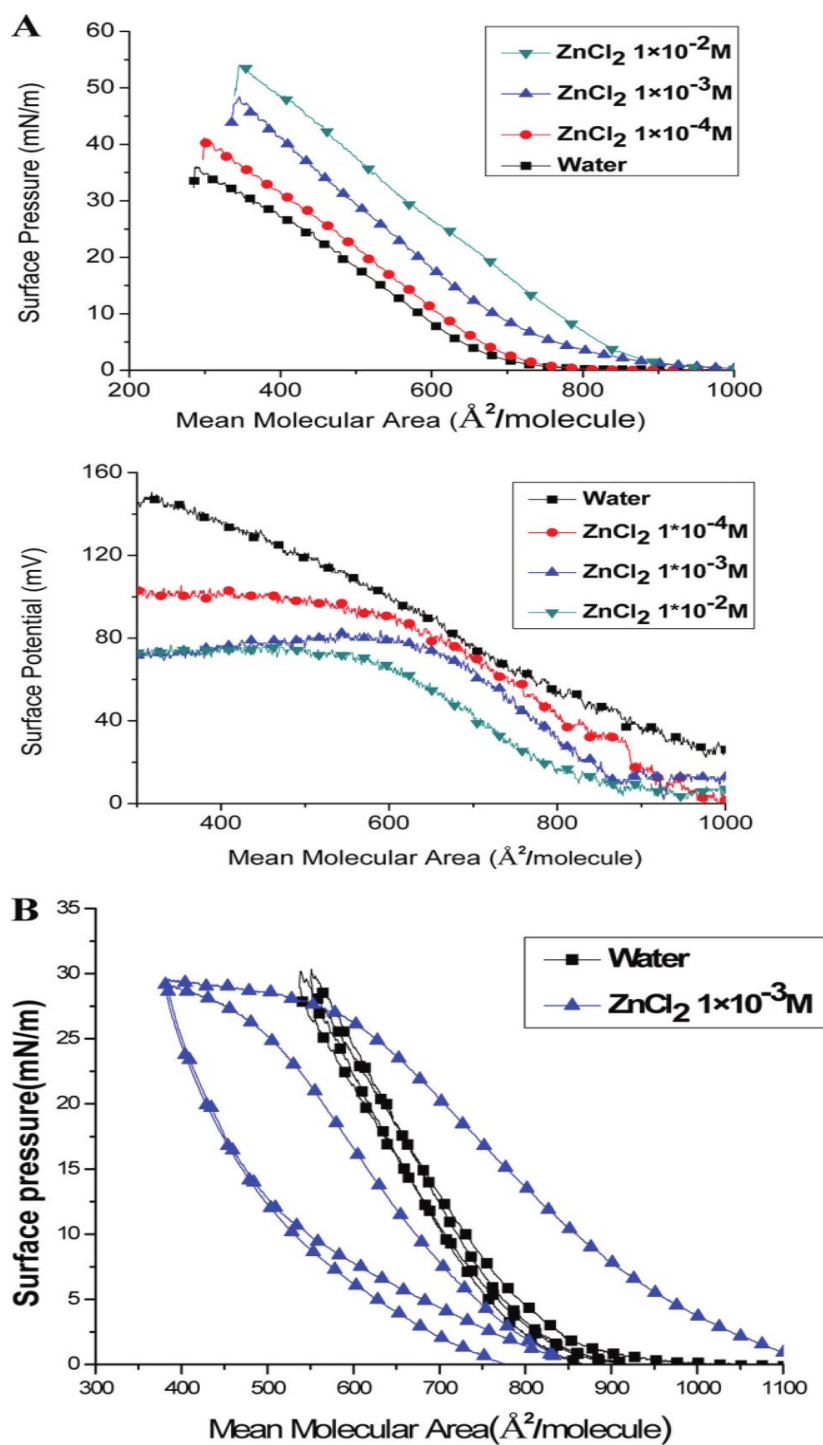 A
60
50
40
30
20
10
0
Surface Pressure (mN/m)
ZnCl₂ 1×10⁻²M
ZnCl₂ 1×10⁻³M
ZnCl₂ 1×10⁻⁴M
Water
200 400 600 800 1000
Mean Molecular Area (Å²/molecule)
160
120
80
40
0
Surface Potential (mV)
Water
ZnCl₂ 1*10⁻⁴M
ZnCl₂ 1*10⁻³M
ZnCl₂ 1*10⁻²M
400 600 800 1000
Mean Molecular Area (Å²/molecule)
B
35
30
25
20
15
10
5
0
Surface pressure(mN/m)
Water
ZnCl₂ 1×10⁻³M
300 400 500 600 700 800 900 1000 1100
Mean Molecular Area(Å²/molecule)